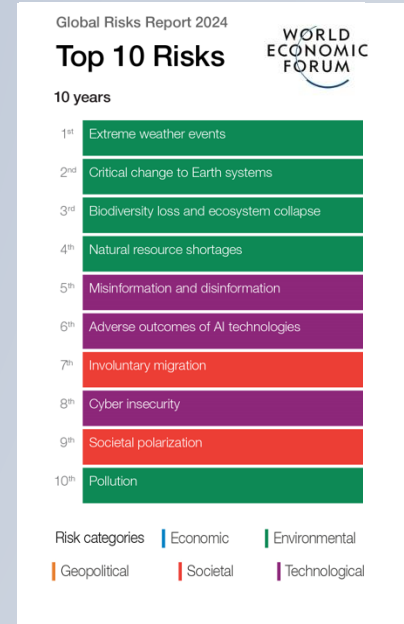 Global Risks Report 2024
Top 10 Risks
WORLD
ECONOMIC
FORUM
10 years
1st Extreme weather events
2nd Critical change to Earth systems
3rd Biodiversity loss and ecosystem collapse
4th Natural resource shortages
5th Misinformation and disinformation
6th Adverse outcomes of AI technologies
7th Involuntary migration
8th Cyber insecurity
9th Societal polarization
10th Pollution
Risk categories Economic Environmental
Geopolitical Societal Technological